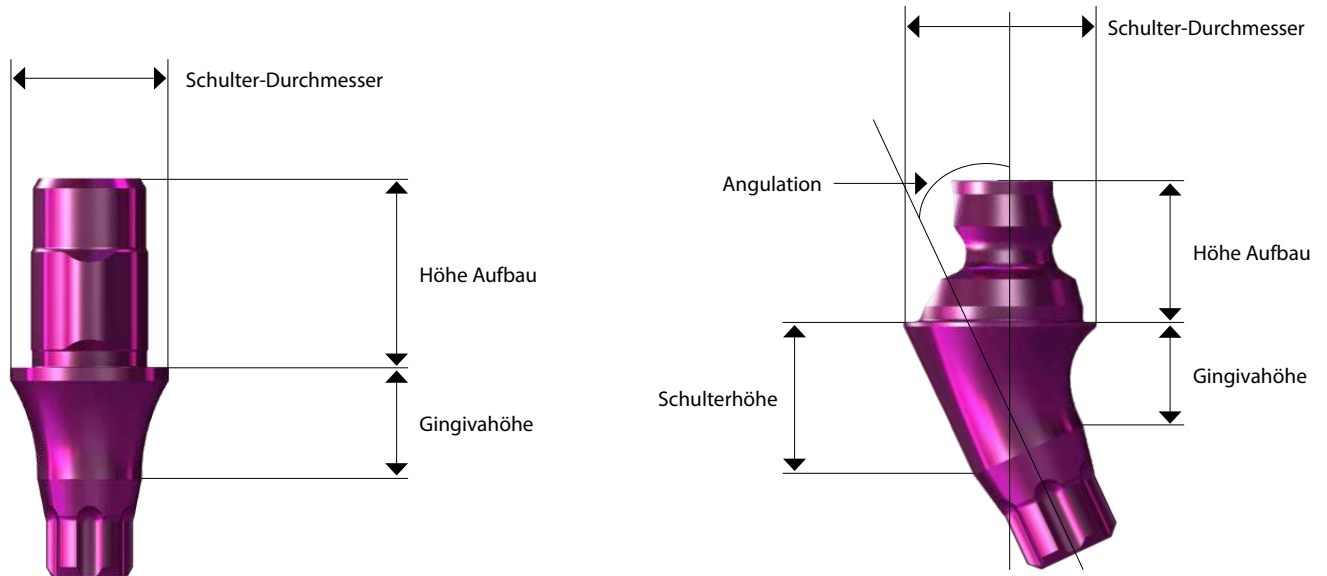 Schulter-Durchmesser
Höhe Aufbau
Gingivahöhe
Schulter-Durchmesser
Angulation
Höhe Aufbau
Schulterhöhe
Gingivahöhe